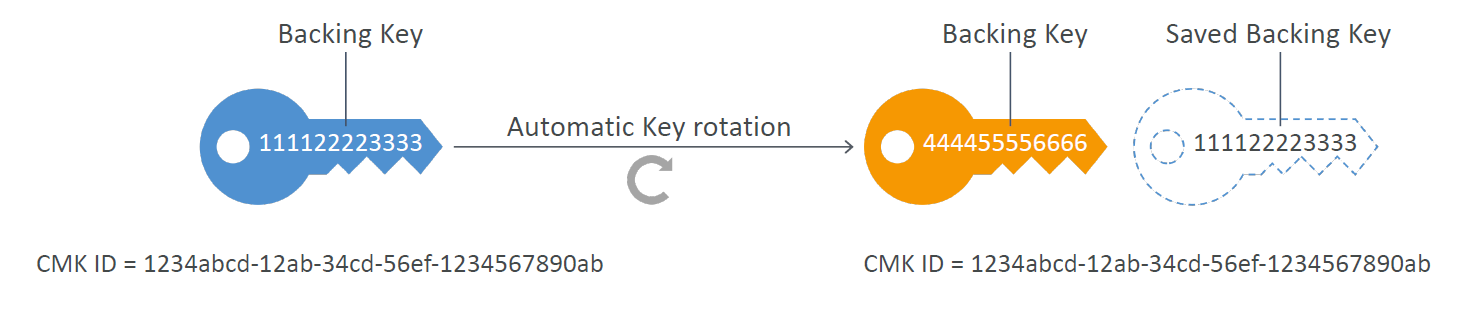 Backing Key
Backing Key
Saved Backing Key
111122223333
Automatic Key rotation
444455556666
111122223333
CMK ID = 1234abcd-12ab-34cd-56ef-1234567890ab
CMK ID = 1234abcd-12ab-34cd-56ef-1234567890ab